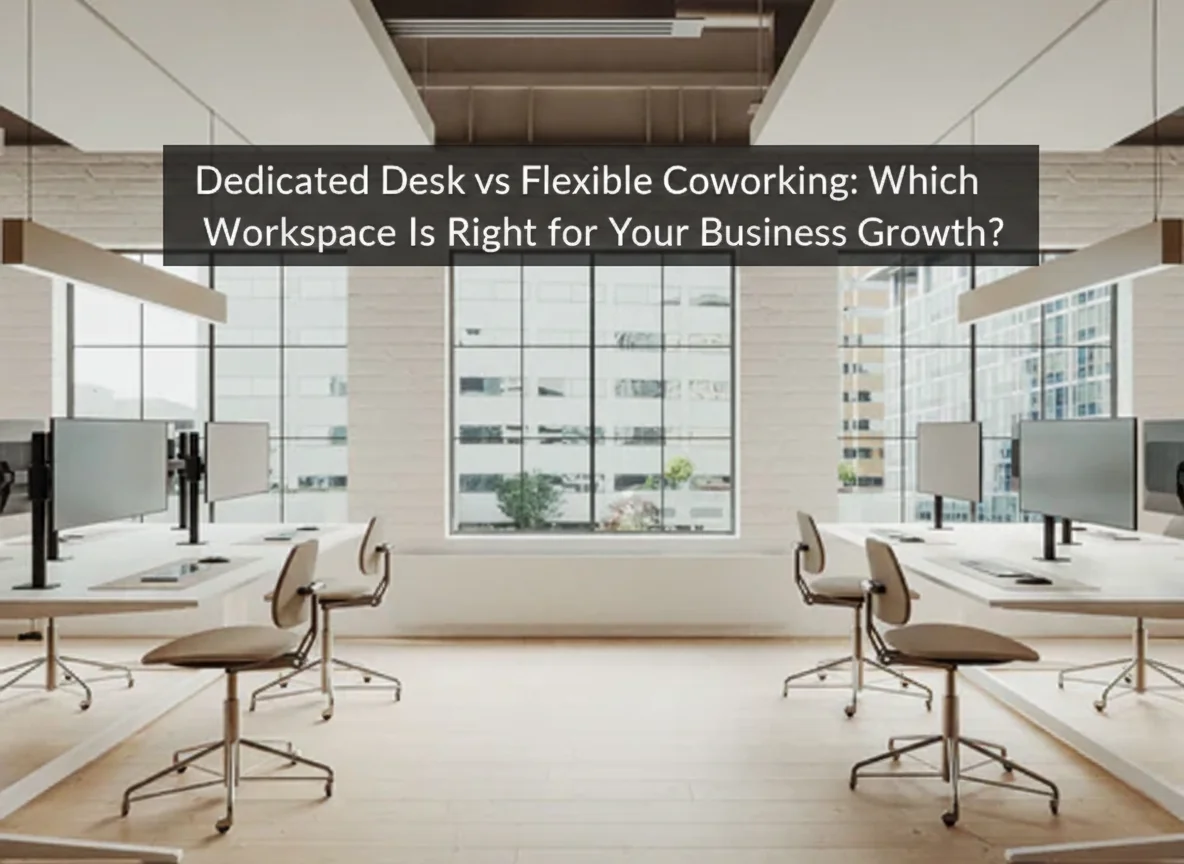 Dedicated Desk vs Flexible Coworking: Which
Workspace Is Right for Your Business Growth?